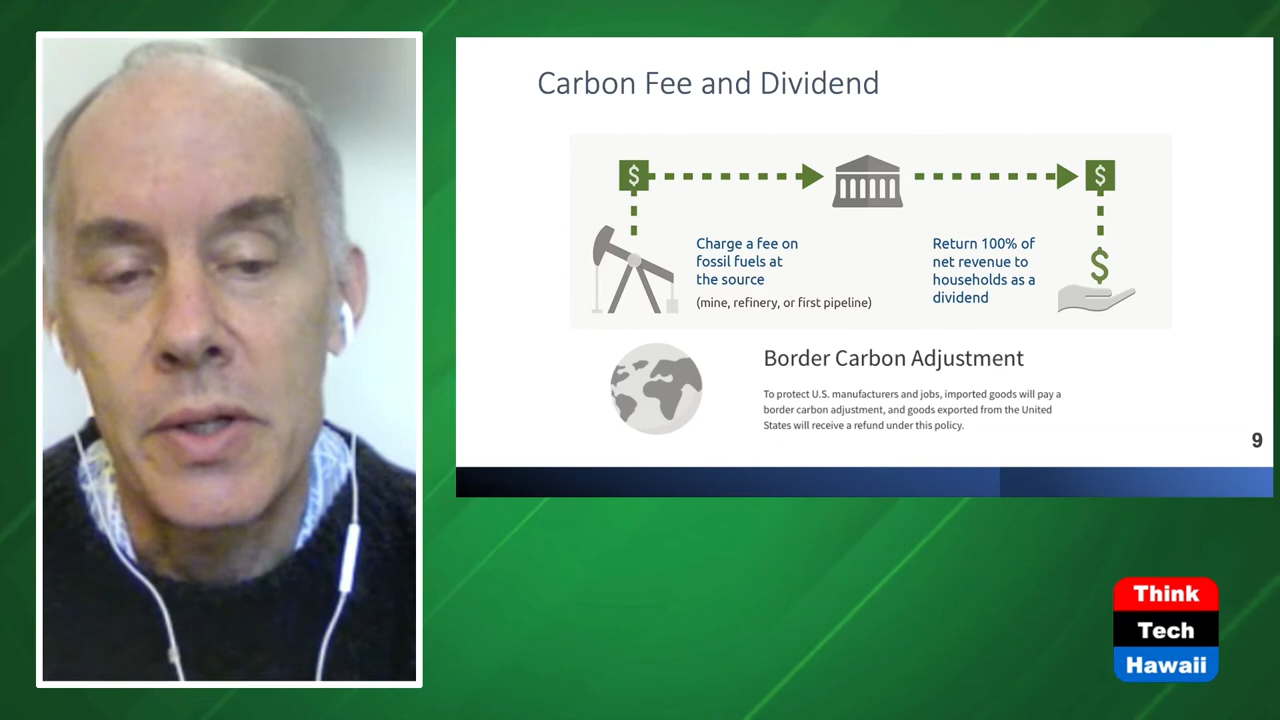 Carbon Fee and Dividend
$
$
Charge a fee on
fossil fuels at
the source
(mine, refinery, or first pipeline)
Return 100% of
net revenue to
households as a
dividend
$
Border Carbon Adjustment
To protect U.S. manufacturers and jobs, imported goods will pay a
border carbon adjustment, and goods exported from the United
States will receive a refund under this policy.
9
Think
Tech
Hawaii